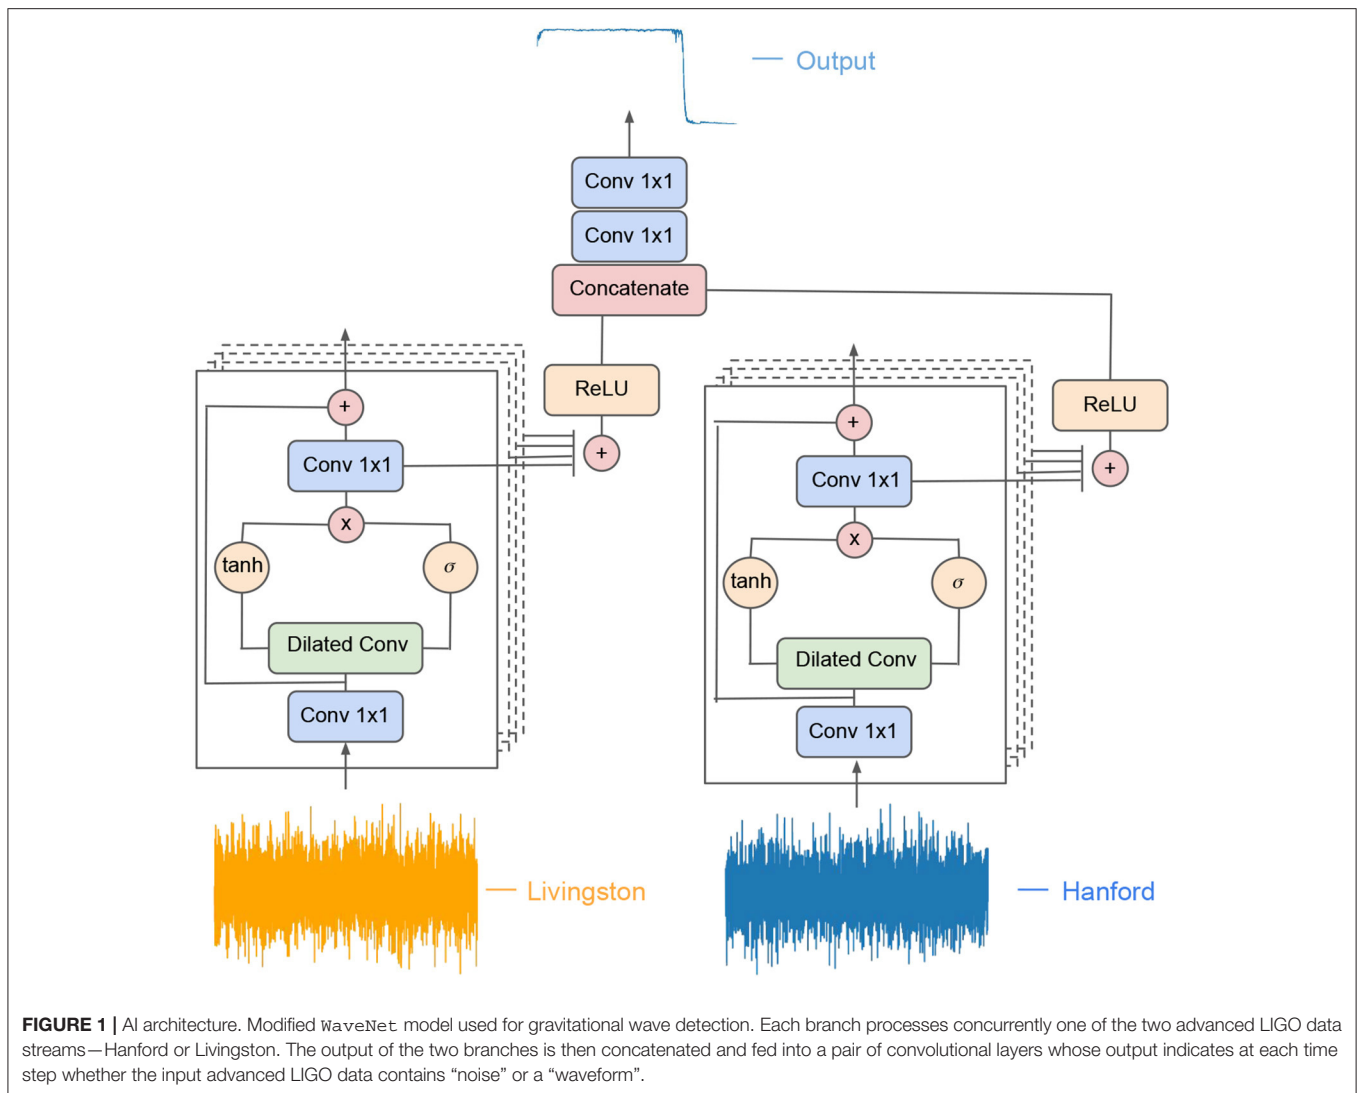 Output
Conv 1x1
Conv 1x1
Concatenate
ReLU
+
Conv 1x1
+
x
tanh
σ
Dilated Conv
Conv 1x1
ReLU
+
Conv 1x1
+
x
tanh
σ
Dilated Conv
Conv 1x1
Livingston
Hanford
FIGURE 1 | AI architecture. Modified WaveNet model used for gravitational wave detection. Each branch processes concurrently one of the two advanced LIGO data
streams—Hanford or Livingston. The output of the two branches is then concatenated and fed into a pair of convolutional layers whose output indicates at each time
step whether the input advanced LIGO data contains “noise” or a “waveform”.